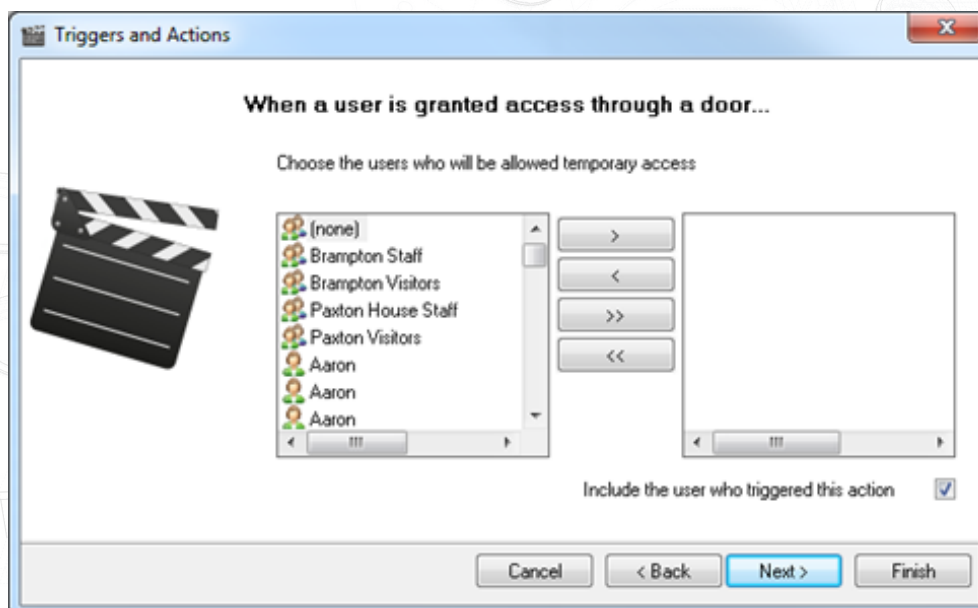 Triggers and Actions
When a user is granted access through a door...
Choose the users who will be allowed temporary access
(none)
Brampton Staff
Brampton Visitors
Paxton House Staff
Paxton Visitors
Aaron
Aaron
Aaron
>
<
>>
<<
Include the user who triggered this action
Cancel
< Back
Next >
Finish